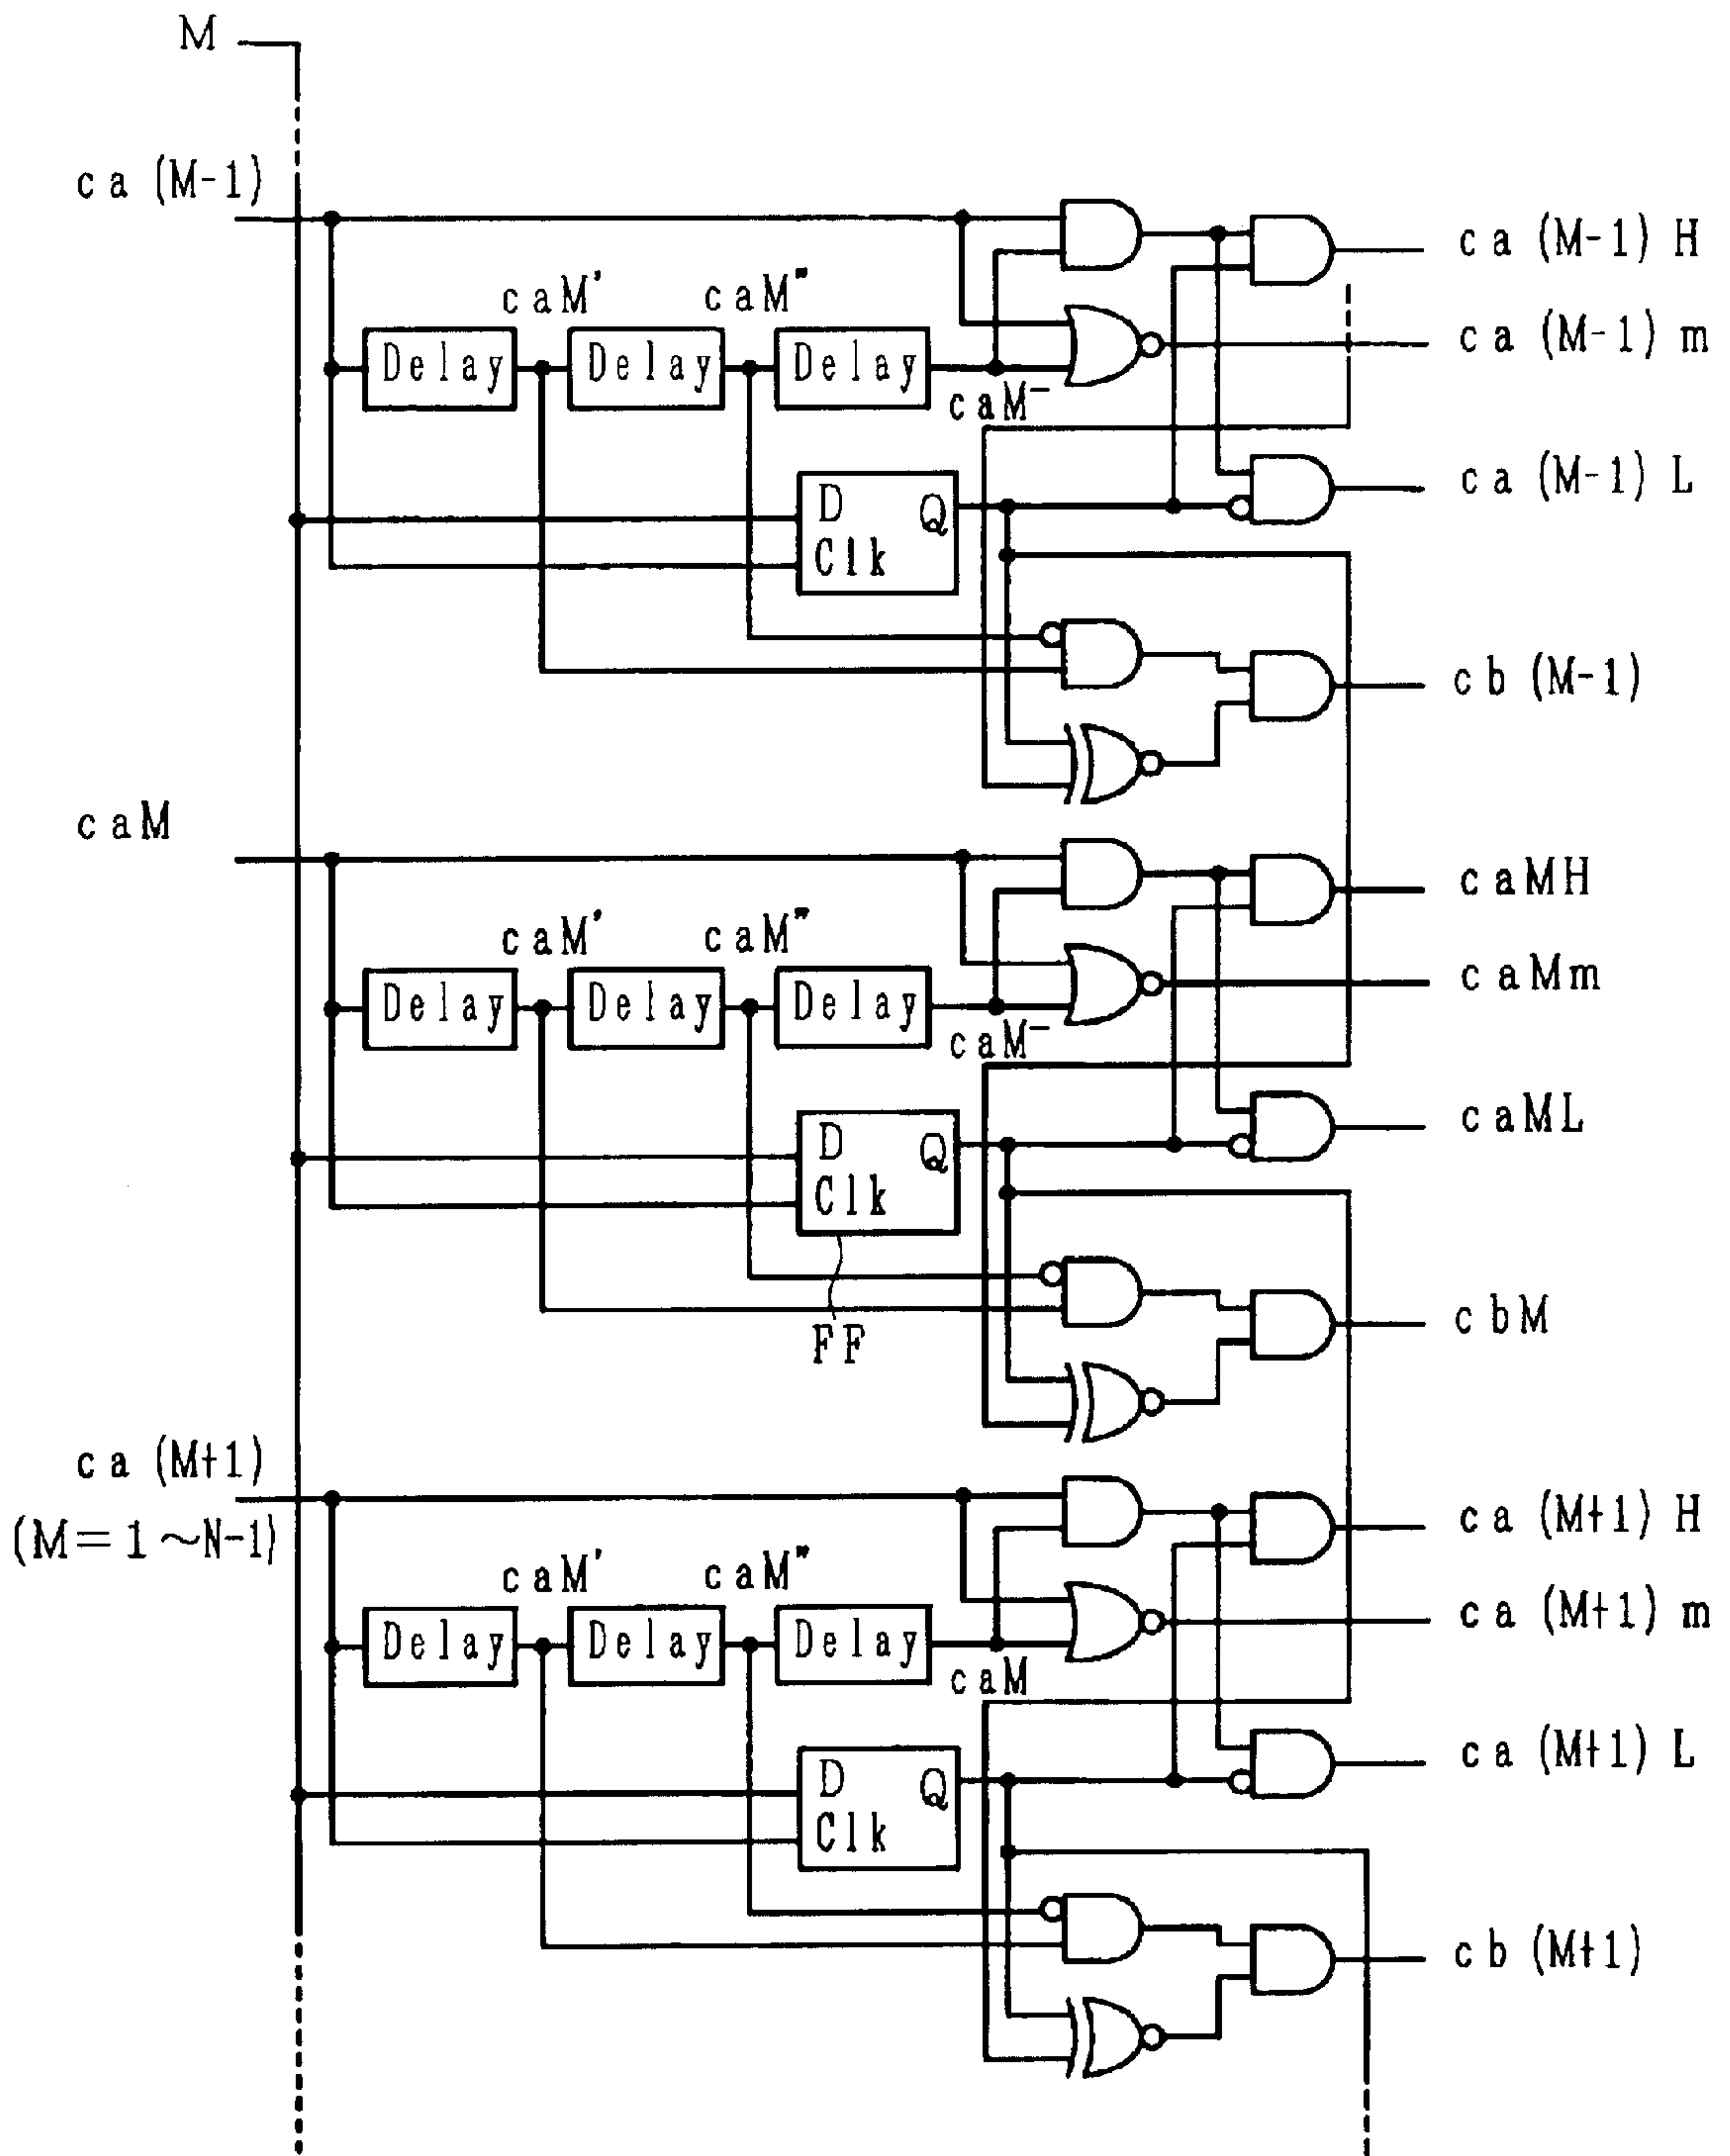 M
ca (M-1)
ca (M-1) H
caM' caM"
ca (M-1) m
Delay Delay Delay
caM-
ca (M-1) L
D Q
Clk
cb (M-1)
caM
caMH
caM' caM"
caMm
Delay Delay Delay
caM-
caML
D Q
Clk
cbM
FF
ca (M+1)
ca (M+1) H
(M=1~N-1)
caM' caM"
ca (M+1) m
Delay Delay Delay
caM
ca (M+1) L
D Q
Clk
cb (M+1)